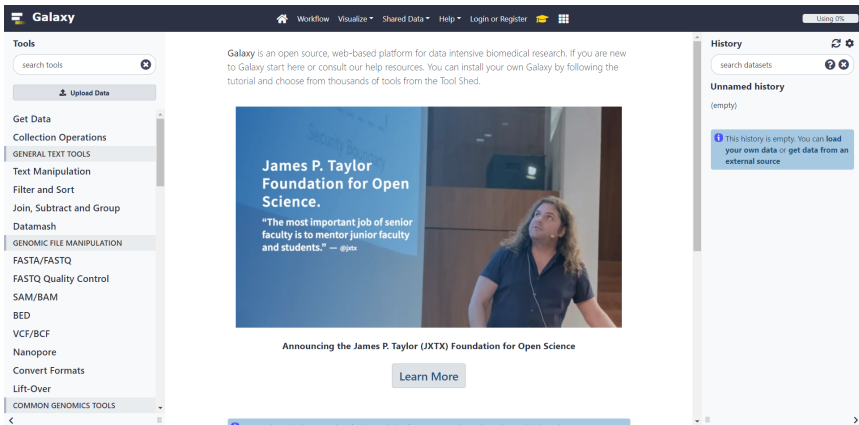 Galaxy
Workflow Visualize Shared Data Help Login or Register
Using 0%
Tools
search tools
Upload Data
Get Data
Collection Operations
GENERAL TEXT TOOLS
Text Manipulation
Filter and Sort
Join, Subtract and Group
Datamash
GENOMIC FILE MANIPULATION
FASTA/FASTQ
FASTQ Quality Control
SAM/BAM
BED
VCF/BCF
Nanopore
Convert Formats
Lift-Over
COMMON GENOMICS TOOLS
Galaxy is an open source, web-based platform for data intensive biomedical research. If you are new
to Galaxy start here or consult our help resources. You can install your own Galaxy by following the
tutorial and choose from thousands of tools from the Tool Shed.
James P. Taylor
Foundation for Open
Science.
"The most important job of senior
faculty is to mentor junior faculty
and students." — @jxtx
Announcing the James P. Taylor (JXTX) Foundation for Open Science
Learn More
History
search datasets
Unnamed history
(empty)
This history is empty. You can load
your own data or get data from an
external source